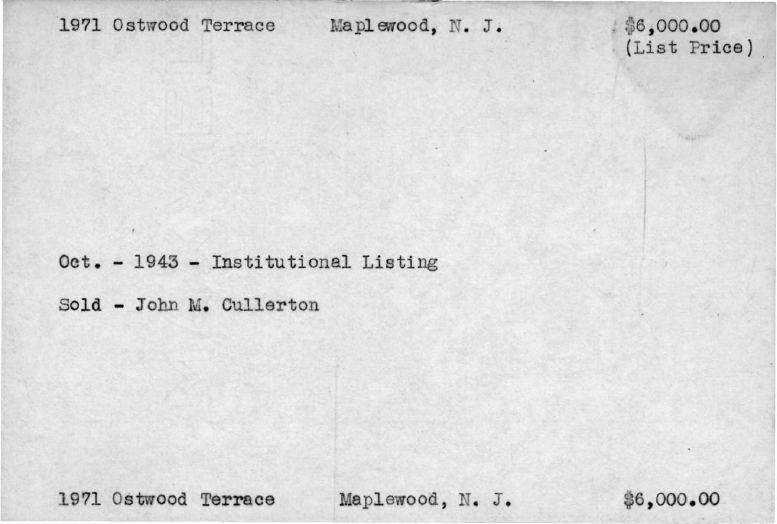 1971 Ostwood Terrace Maplewood, N. J. $6,000.00
(List Price)
Oct. - 1943 - Institutional Listing
Sold - John M. Cullerton
1971 Ostwood Terrace Maplewood, N. J. $6,000.00